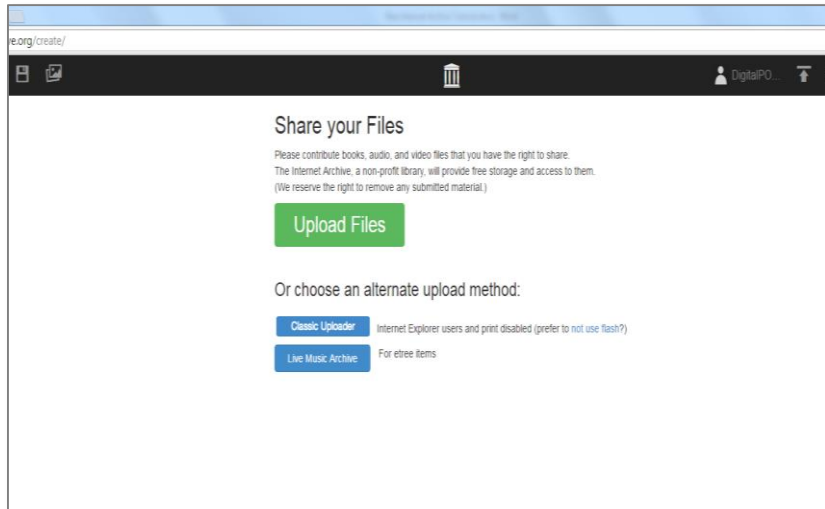 ve.org/create/
DigitalPO...
Share your Files
Please contribute books, audio, and video files that you have the right to share.
The Internet Archive, a non-profit library, will provide free storage and access to them.
(We reserve the right to remove any submitted material.)
Upload Files
Or choose an alternate upload method:
Classic Uploader Internet Explorer users and print disabled (prefer to not use flash?)
Live Music Archive For etree items